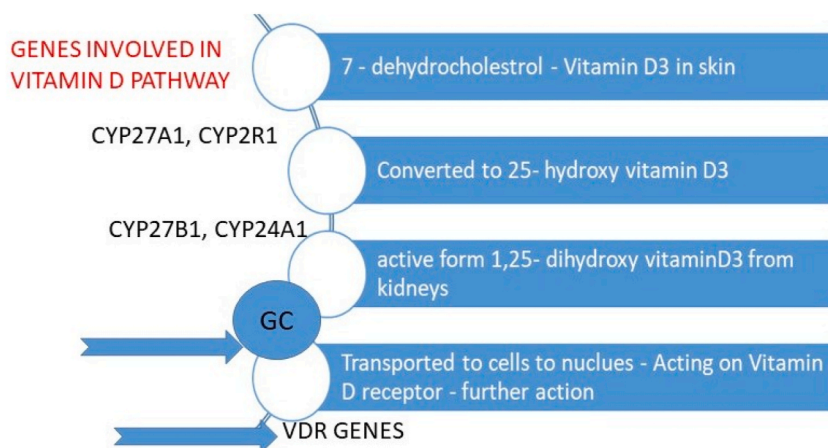 GENES INVOLVED IN
VITAMIN D PATHWAY
7 - dehydrocholestrol - Vitamin D3 in skin
CYP27A1, CYP2R1
Converted to 25- hydroxy vitamin D3
CYP27B1, CYP24A1
active form 1,25- dihydroxy vitaminD3 from
kidneys
GC
Transported to cells to nuclues - Acting on Vitamin
D receptor - further action
VDR GENES